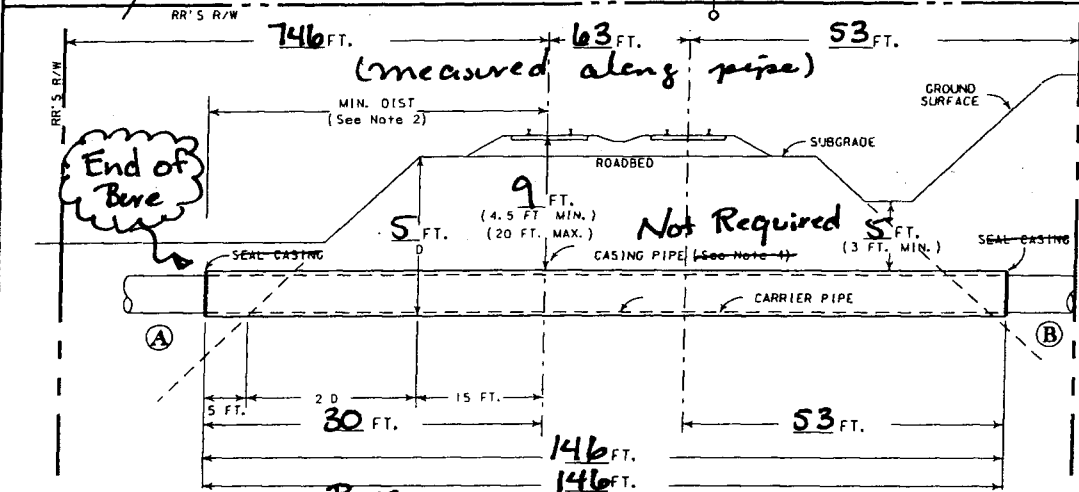 RR'S R/W
746 FT. 63 FT. 53 FT.
(measured along pipe)
RR'S R/W
MIN. DIST
(See Note 2)
GROUND
SURFACE
SUBGRADE
ROADBED
End of
Bore
9 FT.
(4.5 FT MIN.)
(20 FT. MAX.)
5 FT.
D
Not Required
5 FT.
(3 FT. MIN.)
SEAL CASING
CASING PIPE (See Note 4)
SEAL CASING
CARRIER PIPE
A
B
5 FT. 2 D 15 FT.
30 FT. 53 FT.
146 FT.
146 FT.